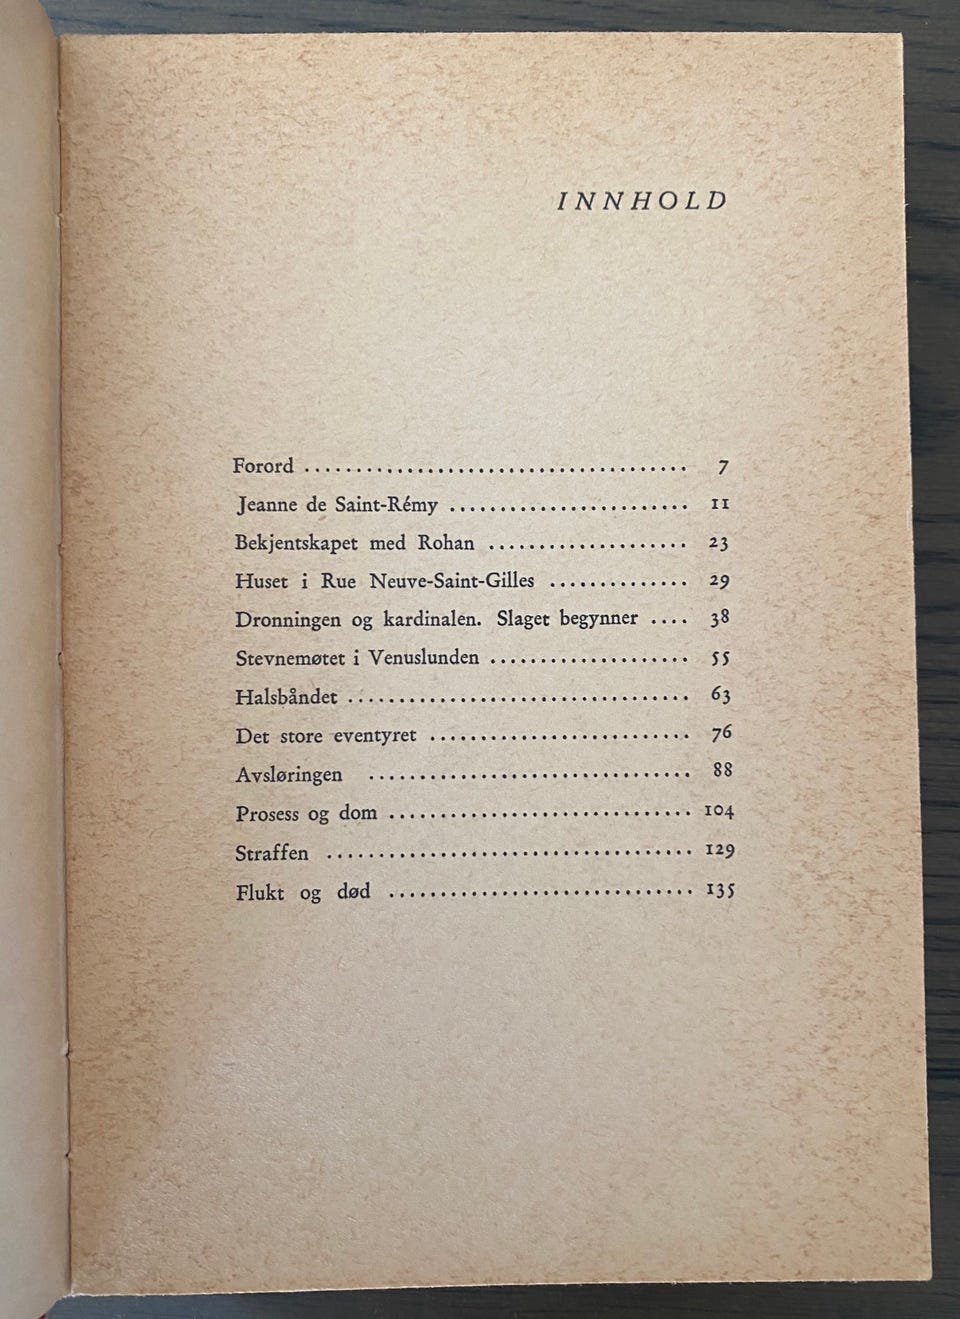 INNHOLD
Forord ..................................... 7
Jeanne de Saint-Rémy ....................... 11
Bekjentskapet med Rohan ................... 23
Huset i Rue Neuve-Saint-Gilles .............. 29
Dronningen og kardinalen. Slaget begynner .... 38
Stevnemøtet i Venuslunden ................... 55
Halsbåndet ................................. 63
Det store eventyret ......................... 76
Avsløringen ............................... 88
Prosess og dom ............................. 104
Straffen ................................... 129
Flukt og død ............................. 135